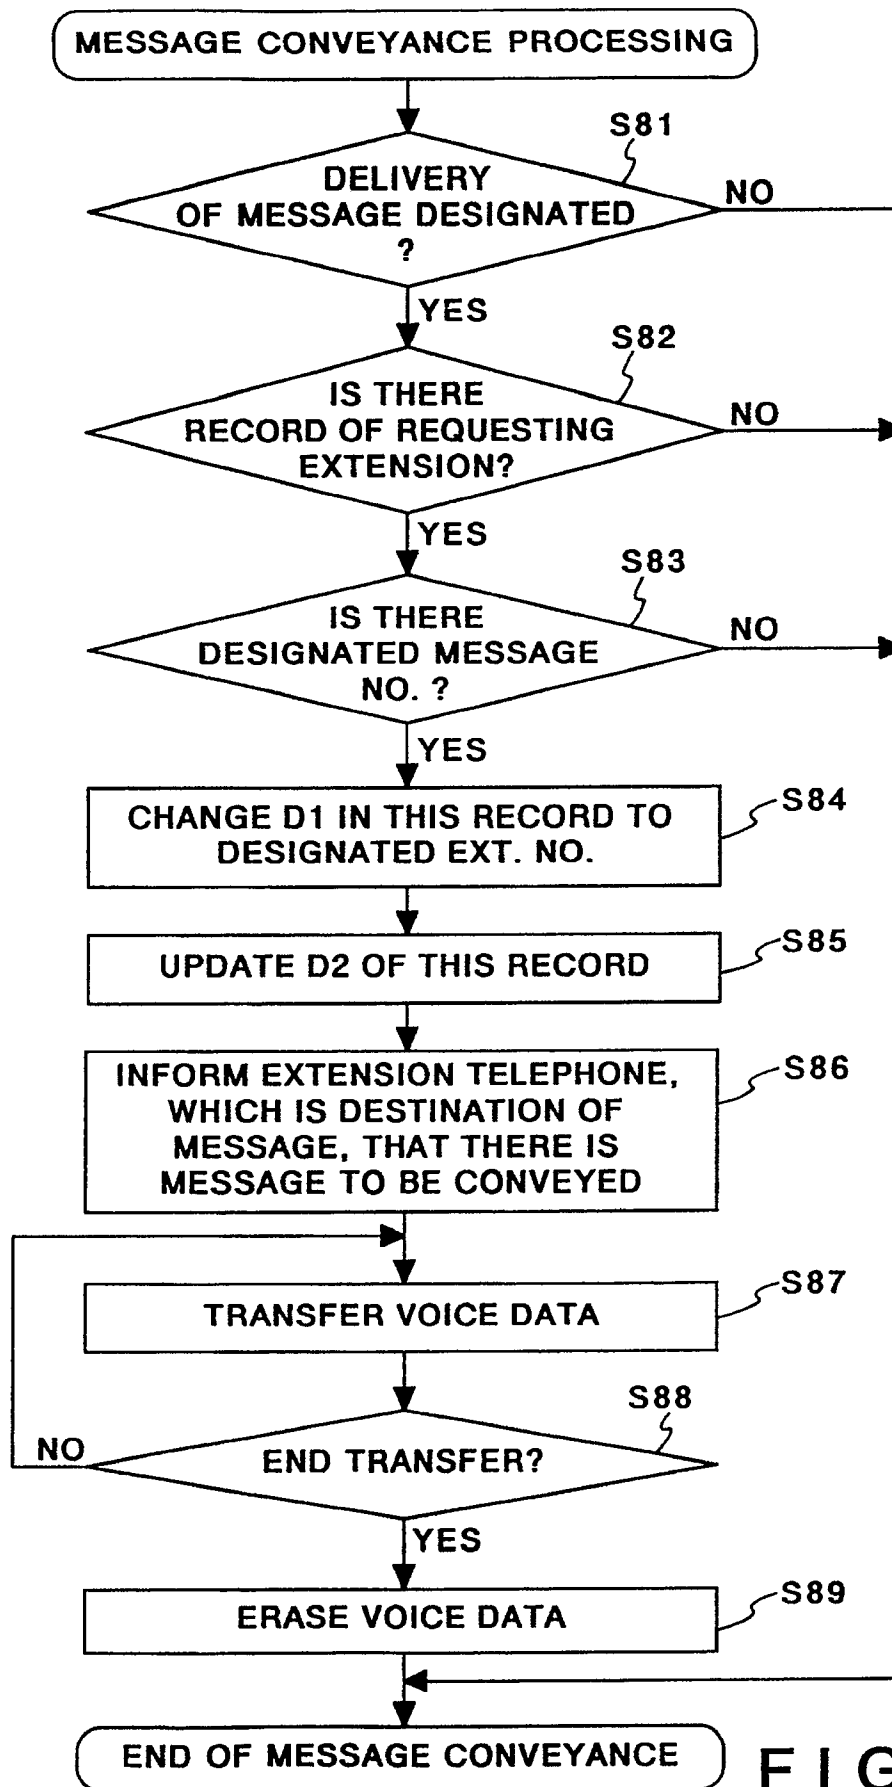 MESSAGE CONVEYANCE PROCESSING
S81
DELIVERY
OF MESSAGE DESIGNATED
?
NO
YES
S82
IS THERE
RECORD OF REQUESTING
EXTENSION?
NO
YES
S83
IS THERE
DESIGNATED MESSAGE
NO. ?
NO
YES
S84
CHANGE D1 IN THIS RECORD TO
DESIGNATED EXT. NO.
S85
UPDATE D2 OF THIS RECORD
S86
INFORM EXTENSION TELEPHONE,
WHICH IS DESTINATION OF
MESSAGE, THAT THERE IS
MESSAGE TO BE CONVEYED
S87
TRANSFER VOICE DATA
S88
END TRANSFER?
NO
YES
S89
ERASE VOICE DATA
END OF MESSAGE CONVEYANCE
FIG